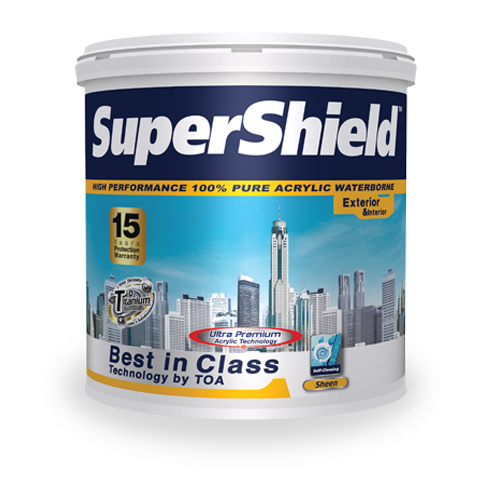 SuperShield™
HIGH PERFORMANCE 100% PURE ACRYLIC WATERBORNE
Exterior
&Interior
15
Years
Protection
Warranty
Titanium
Ultra Premium
Acrylic Technology
Best in Class
Technology by TOA
Self-Cleaning
Sheen